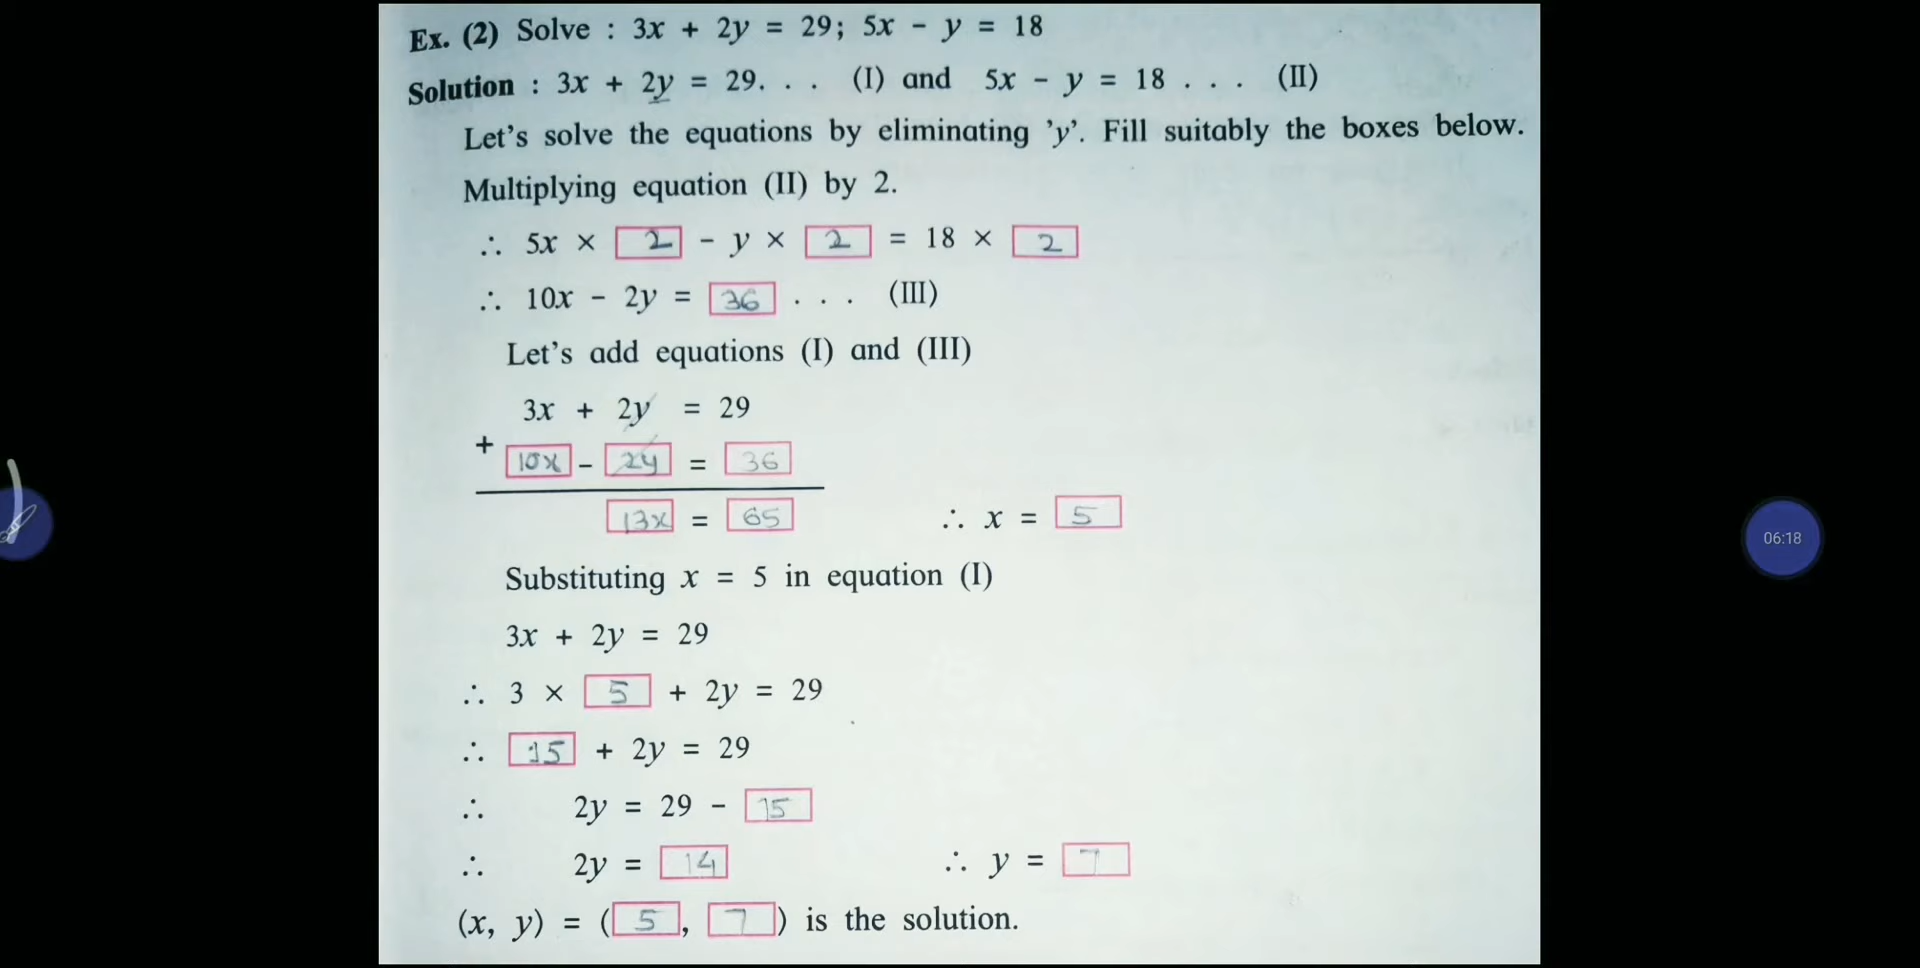 Ex. (2) Solve : 3x + 2y = 29; 5x - y = 18
Solution : 3x + 2y = 29. . . (I) and 5x - y = 18 . . . (II)
Let's solve the equations by eliminating 'y'. Fill suitably the boxes below.
Multiplying equation (II) by 2.
∴ 5x × 2 - y × 2 = 18 × 2
∴ 10x - 2y = 36 . . . (III)
Let's add equations (I) and (III)
3x + 2y = 29
+ 10x - 2y = 36
13x = 65 ∴ x = 5
Substituting x = 5 in equation (I)
3x + 2y = 29
∴ 3 × 5 + 2y = 29
∴ 15 + 2y = 29
∴ 2y = 29 - 15
∴ 2y = 14 ∴ y = 7
(x, y) = (5, 7) is the solution.
06:18